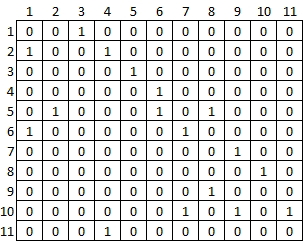 1 2 3 4 5 6 7 8 9 10 11
1 0 0 1 0 0 0 0 0 0 0 0
2 1 0 0 1 0 0 0 0 0 0 0
3 0 0 0 0 1 0 0 0 0 0 0
4 0 0 0 0 0 1 0 0 0 0 0
5 0 1 0 0 0 1 0 1 0 0 0
6 1 0 0 0 0 0 1 0 0 0 0
7 0 0 0 0 0 0 0 0 1 0 0
8 0 0 0 0 0 0 0 0 0 1 0
9 0 0 0 0 0 0 0 1 0 0 0
10 0 0 0 0 0 0 1 0 1 0 1
11 0 0 0 1 0 0 0 0 0 0 0